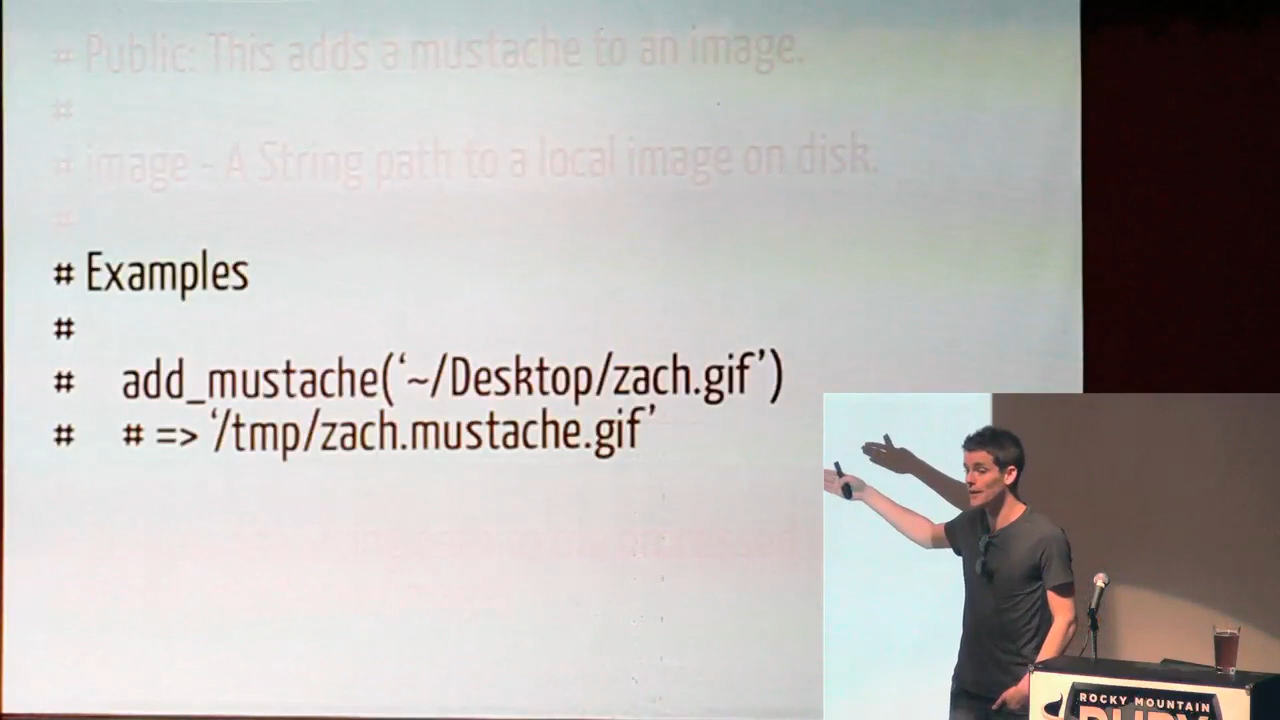 # Public: This adds a mustache to an image.
#
# image - A String path to a local image on disk.
#
# Examples
#
#    add_mustache(‘~/Desktop/zach.gif’)
#    # => ‘/tmp/zach.mustache.gif’
ROCKY MOUNTAIN
RUBY